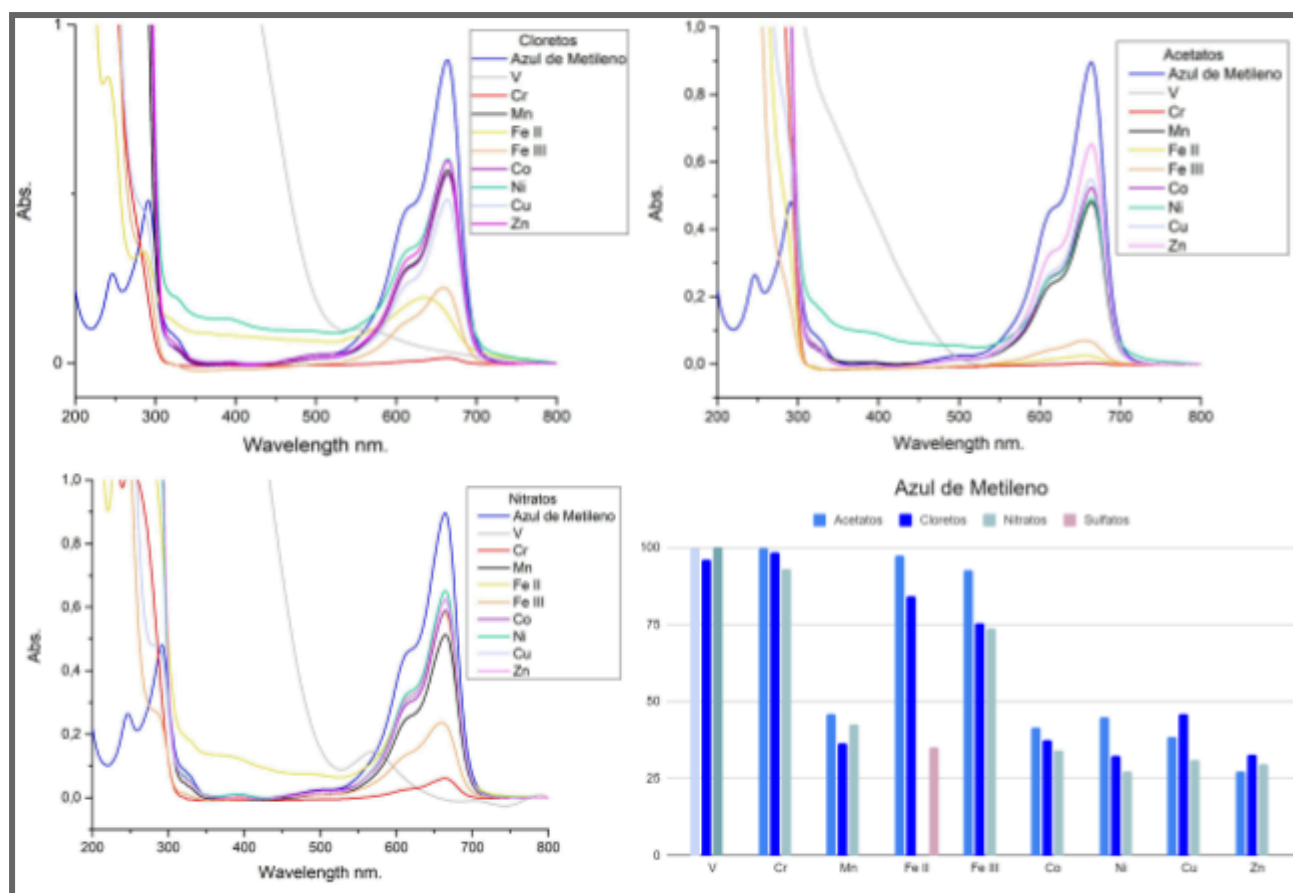 Cloretos
Azul de Metileno
V
Cr
Mn
Fe II
Fe III
Co
Ni
Cu
Zn
1
0
Abs.
200 300 400 500 600 700 800
Wavelength nm.
Acetatos
Azul de Metileno
V
Cr
Mn
Fe II
Fe III
Co
Ni
Cu
Zn
1,0
0,8
0,6
0,4
0,2
0,0
Abs.
200 300 400 500 600 700 800
Wavelength nm.
Nitratos
Azul de Metileno
V
Cr
Mn
Fe II
Fe III
Co
Ni
Cu
Zn
1,0
0,8
0,6
0,4
0,2
0,0
Abs.
200 300 400 500 600 700 800
Wavelength nm.
Azul de Metileno
Acetatos Cloretos Nitratos Sulfatos
100
75
50
25
0
V Cr Mn Fe II Fe III Co Ni Cu Zn